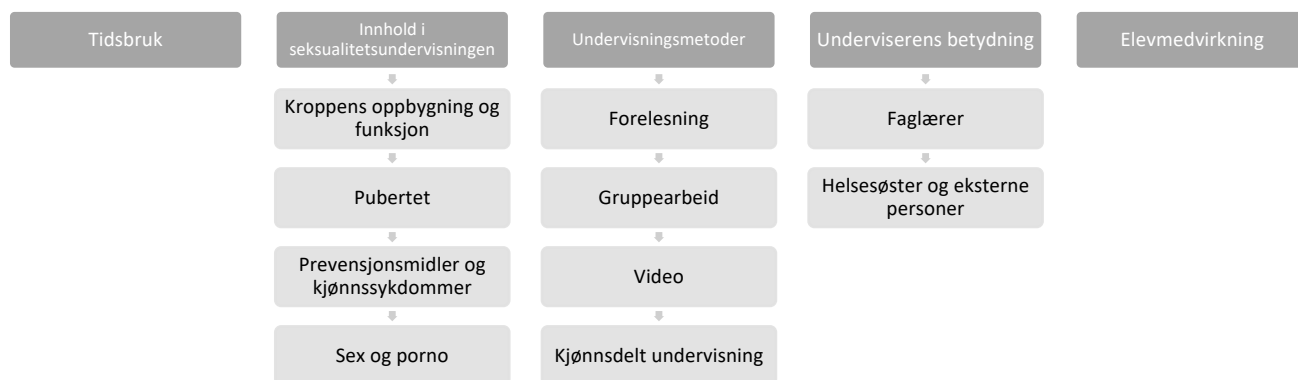 Tidsbruk
Innhold i
seksualitetsundervisningen
Undervisningsmetoder
Underviserens betydning
Elevmedvirkning
Kroppens oppbygning og
funksjon
Forelesning
Faglærer
Pubertet
Gruppearbeid
Helsesøster og eksterne
personer
Prevensjonsmidler og
kjønnssykdommer
Video
Sex og porno
Kjønnsdelt undervisning